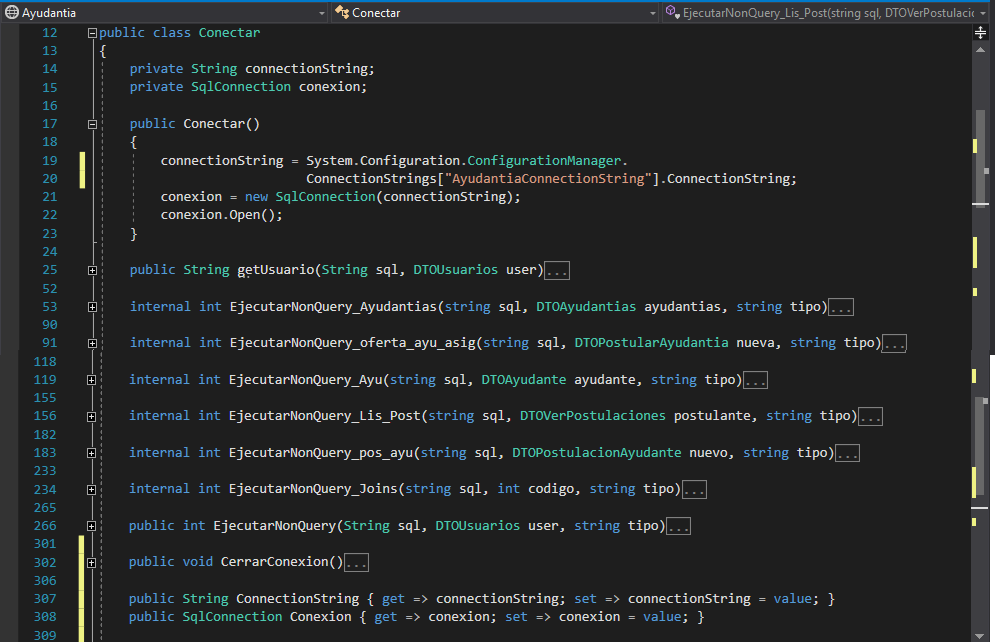 Ayudantia Conectar EjecutarNonQuery_Lis_Post(string sql, DTOVerPostulacio
12 public class Conectar
13 {
14 private String connectionString;
15 private SqlConnection conexion;
16
17 public Conectar()
18 {
19 connectionString = System.Configuration.ConfigurationManager.
20 ConnectionStrings["AyudantiaConnectionString"].ConnectionString;
21 conexion = new SqlConnection(connectionString);
22 conexion.Open();
23 }
24
25 public String getUsuario(String sql, DTOUsuarios user)...
52
53 internal int EjecutarNonQuery_Ayudantias(string sql, DTOAyudantias ayudantias, string tipo)...
90
91 internal int EjecutarNonQuery_oferta_ayu_asig(string sql, DTOPostularAyudantia nueva, string tipo)...
118
119 internal int EjecutarNonQuery_Ayu(string sql, DTOAyudante ayudante, string tipo)...
155
156 internal int EjecutarNonQuery_Lis_Post(string sql, DTOVerPostulaciones postulante, string tipo)...
182
183 internal int EjecutarNonQuery_pos_ayu(string sql, DTOPostulacionAyudante nuevo, string tipo)...
233
234 internal int EjecutarNonQuery_Joins(string sql, int codigo, string tipo)...
265
266 public int EjecutarNonQuery(String sql, DTOUsuarios user, string tipo)...
301
302 public void CerrarConexion()...
306
307 public String ConnectionString { get => connectionString; set => connectionString = value; }
308 public SqlConnection Conexion { get => conexion; set => conexion = value; }
309